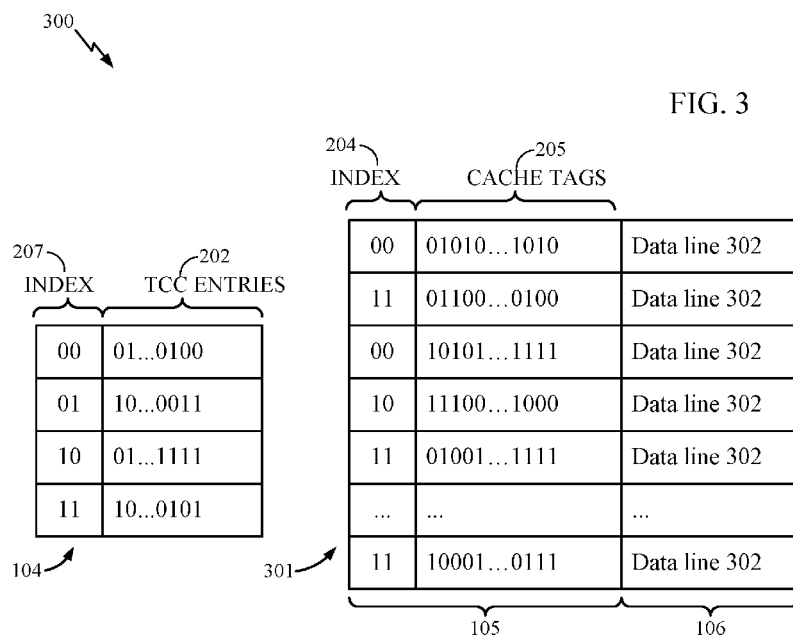 300
FIG. 3
204 205
INDEX CACHE TAGS
00 01010...1010 Data line 302
11 01100...0100 Data line 302
00 10101...1111 Data line 302
10 11100...1000 Data line 302
11 01001...1111 Data line 302
... ... ...
11 10001...0111 Data line 302
301
105 106
207 202
INDEX TCC ENTRIES
00 01...0100
01 10...0011
10 01...1111
11 10...0101
104